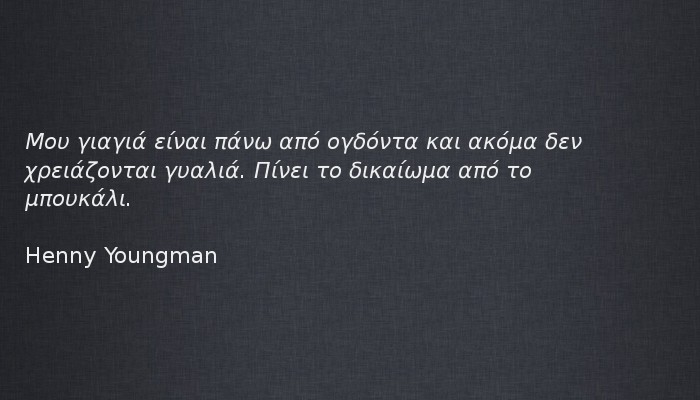 Μου γιαγιά είναι πάνω από ογδόντα και ακόμα δεν
χρειάζονται γυαλιά. Πίνει το δικαίωμα από το
μπουκάλι.
Henny Youngman